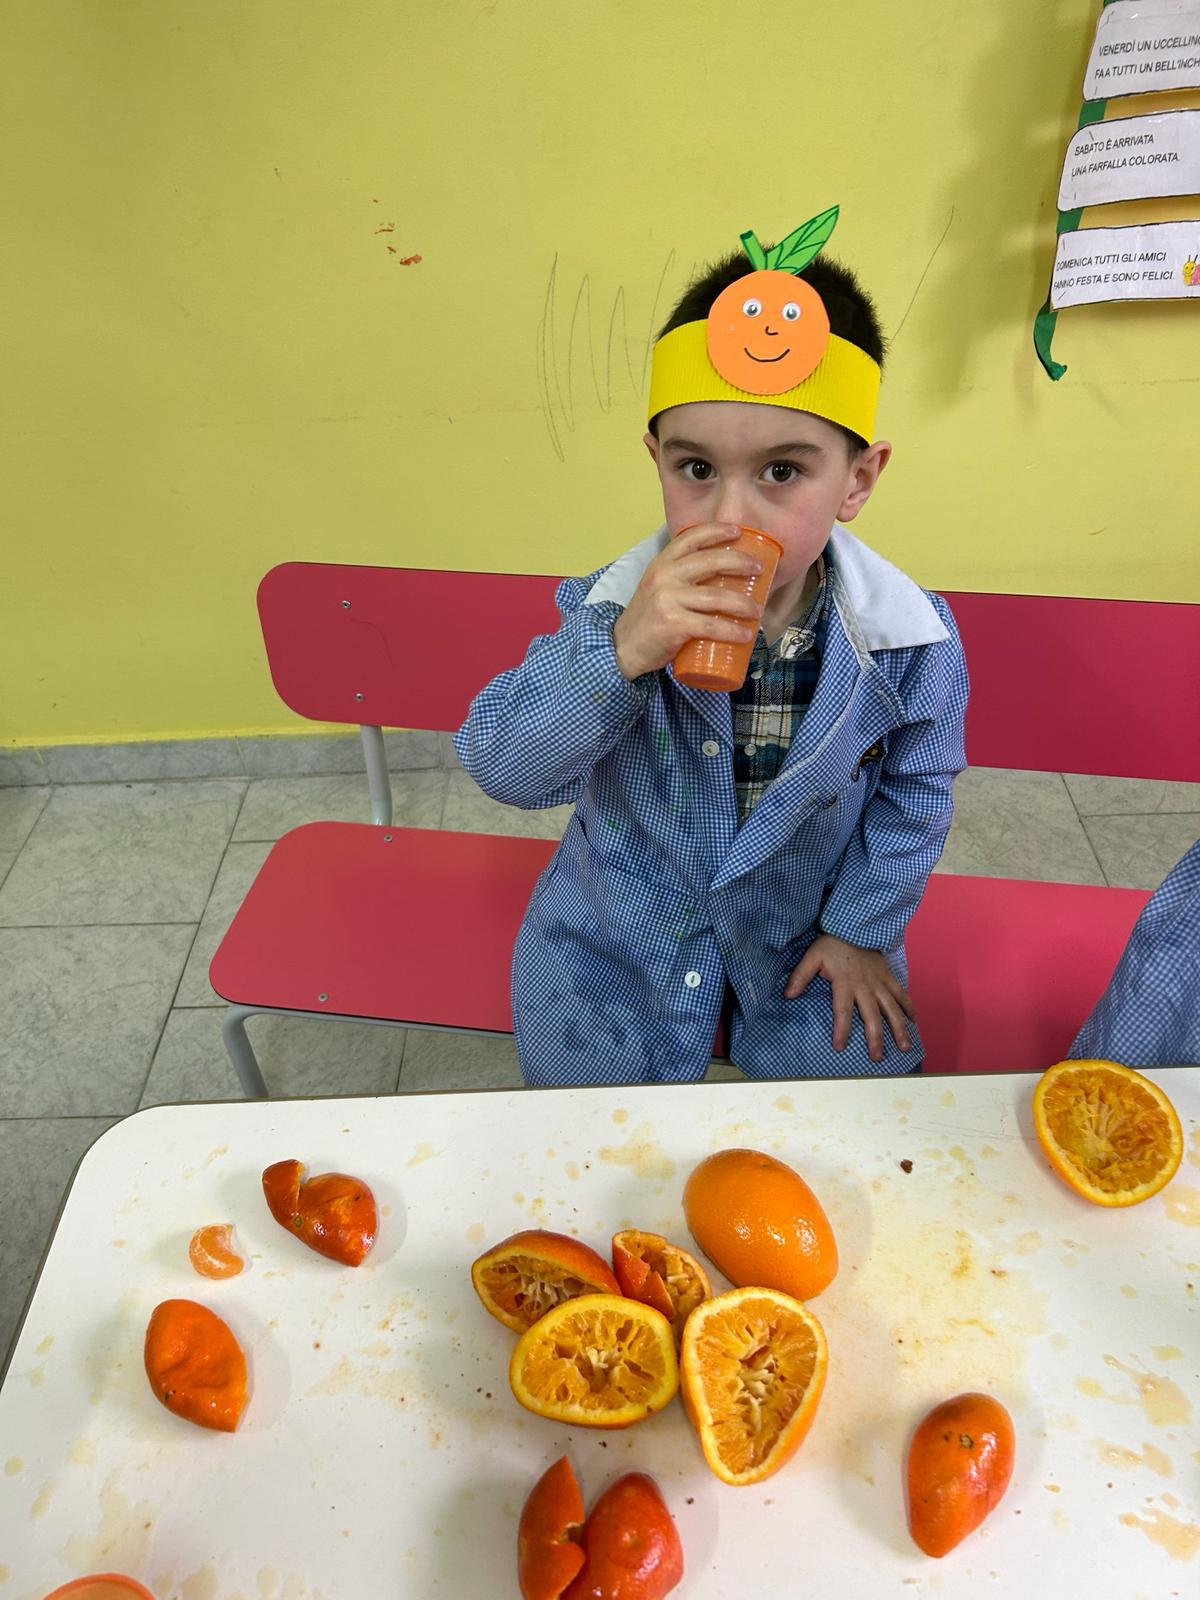 VENERDÌ UN UCCELLINO
FA A TUTTI UN BELL'INCH
SABATO È ARRIVATA
UNA FARFALLA COLORATA.
DOMENICA TUTTI GLI AMICI
FANNO FESTA E SONO FELICI.